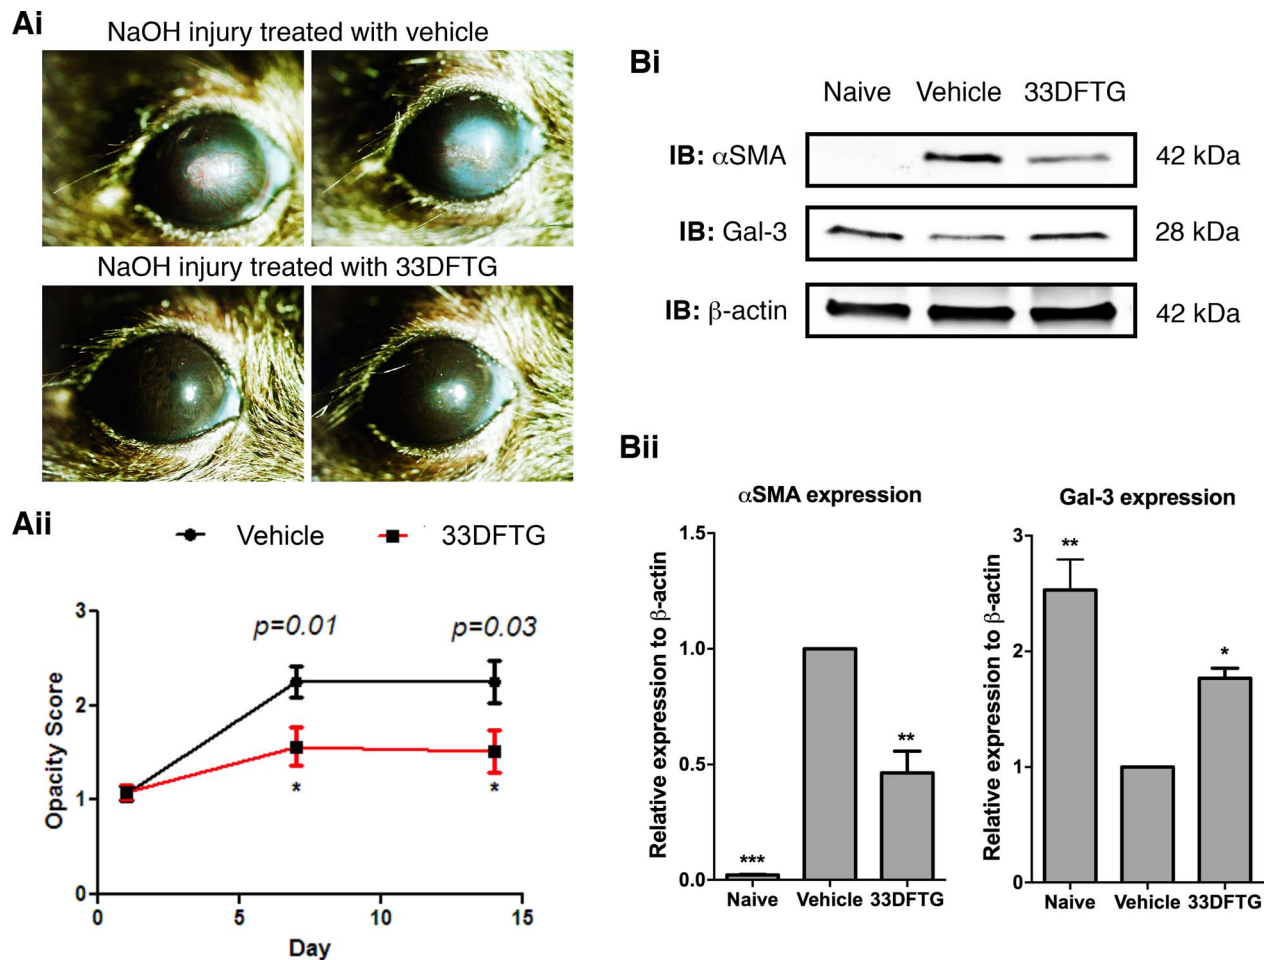 Ai
NaOH injury treated with vehicle
NaOH injury treated with 33DFTG
Aii
Vehicle 33DFTG
p=0.01 p=0.03
* *
Opacity Score
3
2
1
0
0 5 10 15
Day
Bi
Naive Vehicle 33DFTG
IB: αSMA 42 kDa
IB: Gal-3 28 kDa
IB: β-actin 42 kDa
Bii
αSMA expression
Relative expression to β-actin
1.5
1.0
0.5
0.0
***
**
Naive Vehicle 33DFTG
Gal-3 expression
Relative expression to β-actin
3
2
1
0
**
*
Naive Vehicle 33DFTG